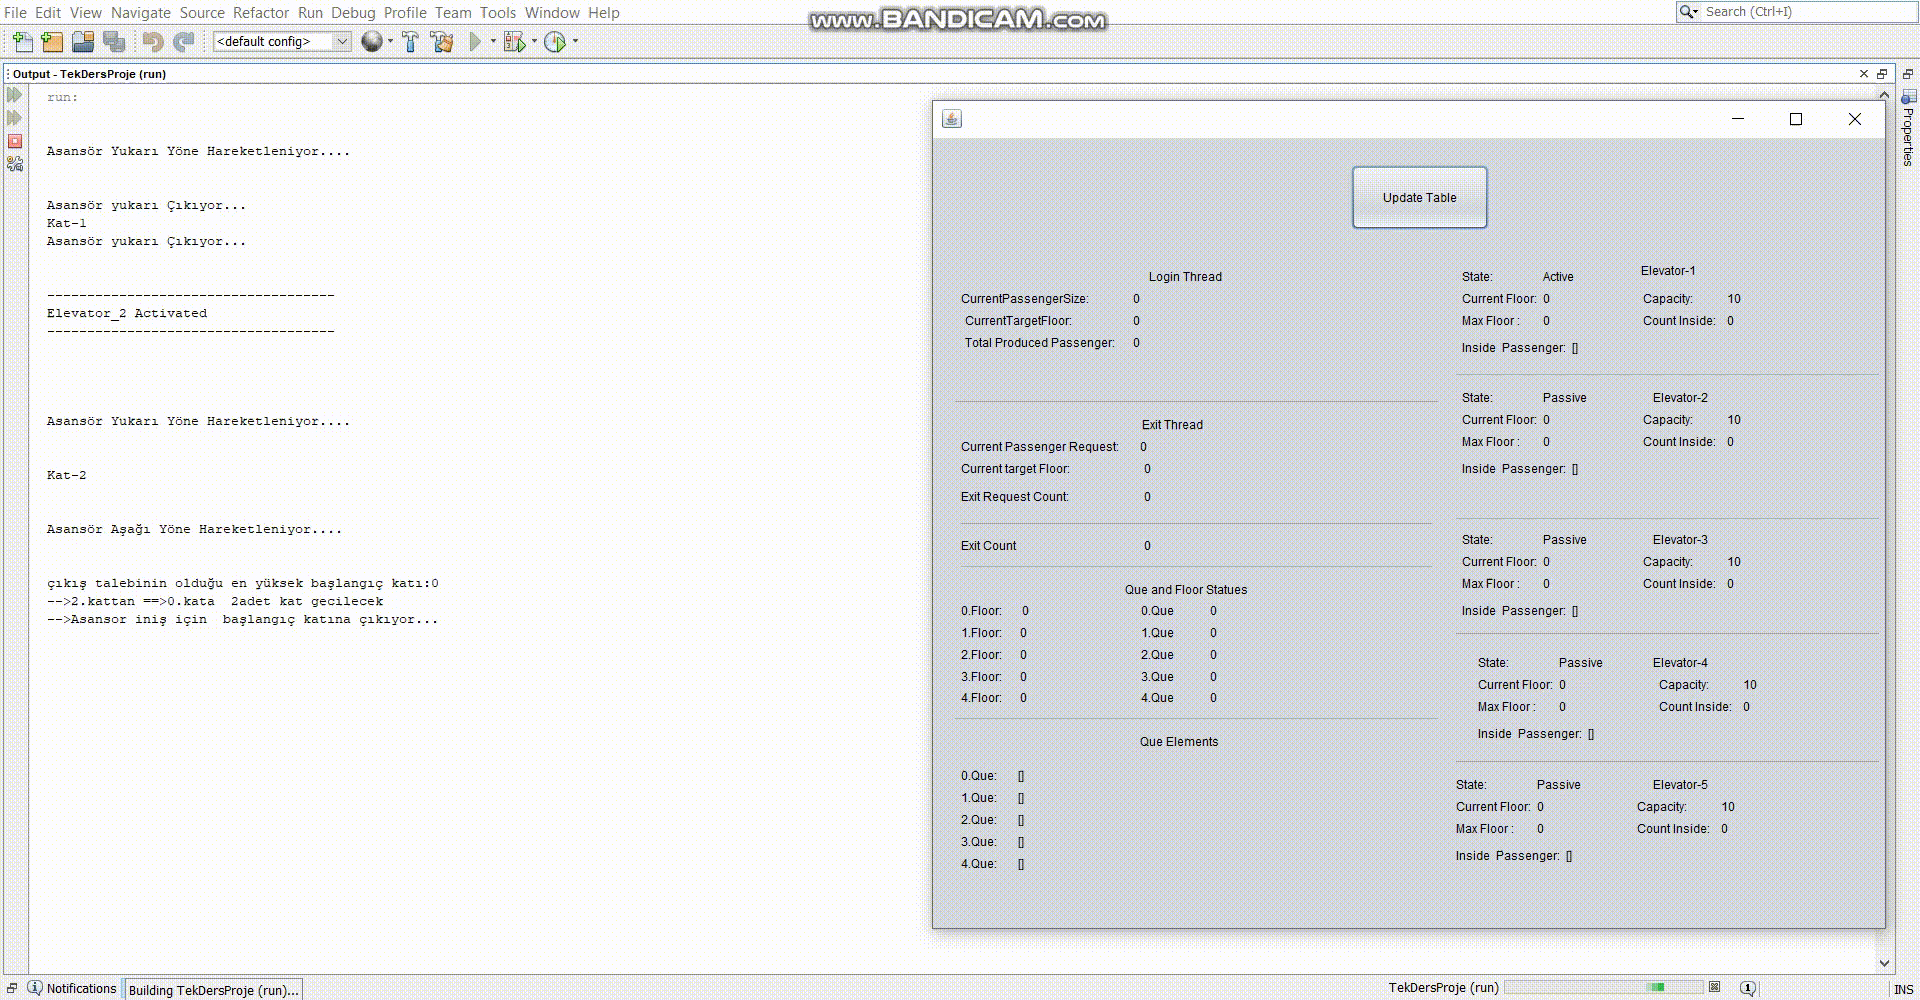 File Edit View Navigate Source Refactor Run Debug Profile Team Tools Window Help
www.BANDICAM.com
Search (Ctrl+I)
<default config>
Output - TekDersProje (run)
Properties
run:
Asansör Yukarı Yöne Hareketleniyor....
Asansör yukarı Çıkıyor...
Kat-1
Asansör yukarı Çıkıyor...
------------------------------------
Elevator_2 Activated
------------------------------------
Asansör Yukarı Yöne Hareketleniyor....
Kat-2
Asansör Aşağı Yöne Hareketleniyor....
çıkış talebinin olduğu en yüksek başlangıç katı:0
-->2.kattan ==>0.kata  2adet kat gecilecek
-->Asansor iniş için  başlangıç katına çıkıyor...
Update Table
Login Thread
CurrentPassengerSize: 0
CurrentTargetFloor: 0
Total Produced Passenger: 0
Exit Thread
Current Passenger Request: 0
Current target Floor: 0
Exit Request Count: 0
Exit Count 0
Que and Floor Statues
0.Floor: 0 0.Que 0
1.Floor: 0 1.Que 0
2.Floor: 0 2.Que 0
3.Floor: 0 3.Que 0
4.Floor: 0 4.Que 0
Que Elements
0.Que: []
1.Que: []
2.Que: []
3.Que: []
4.Que: []
State: Active Elevator-1
Current Floor: 0 Capacity: 10
Max Floor : 0 Count Inside: 0
Inside Passenger: []
State: Passive Elevator-2
Current Floor: 0 Capacity: 10
Max Floor : 0 Count Inside: 0
Inside Passenger: []
State: Passive Elevator-3
Current Floor: 0 Capacity: 10
Max Floor : 0 Count Inside: 0
Inside Passenger: []
State: Passive Elevator-4
Current Floor: 0 Capacity: 10
Max Floor : 0 Count Inside: 0
Inside Passenger: []
State: Passive Elevator-5
Current Floor: 0 Capacity: 10
Max Floor : 0 Count Inside: 0
Inside Passenger: []
Notifications Building TekDersProje (run)... TekDersProje (run) 1 INS